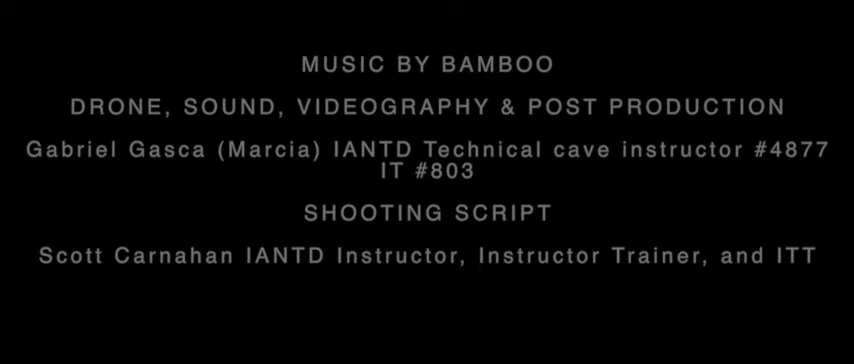 MUSIC BY BAMBOO
DRONE, SOUND, VIDEOGRAPHY & POST PRODUCTION
Gabriel Gasca (Marcia) IANTD Technical cave instructor #4877
IT #803
SHOOTING SCRIPT
Scott Carnahan IANTD Instructor, Instructor Trainer, and ITT